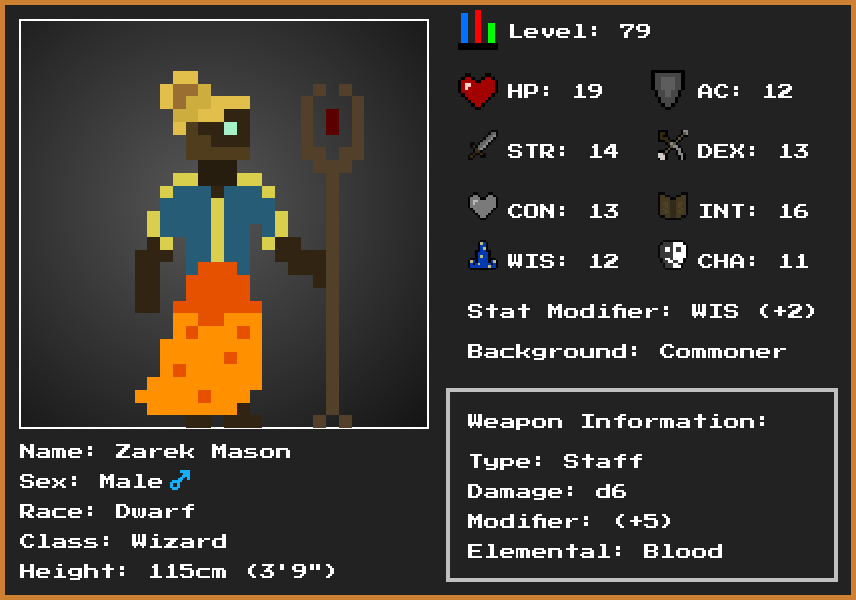 Level: 79
HP: 19 AC: 12
STR: 14 DEX: 13
CON: 13 INT: 16
WIS: 12 CHA: 11
Stat Modifier: WIS (+2)
Background: Commoner
Weapon Information:
Type: Staff
Damage: d6
Modifier: (+5)
Elemental: Blood
Name: Zarek Mason
Sex: Male ♂
Race: Dwarf
Class: Wizard
Height: 115cm (3'9")